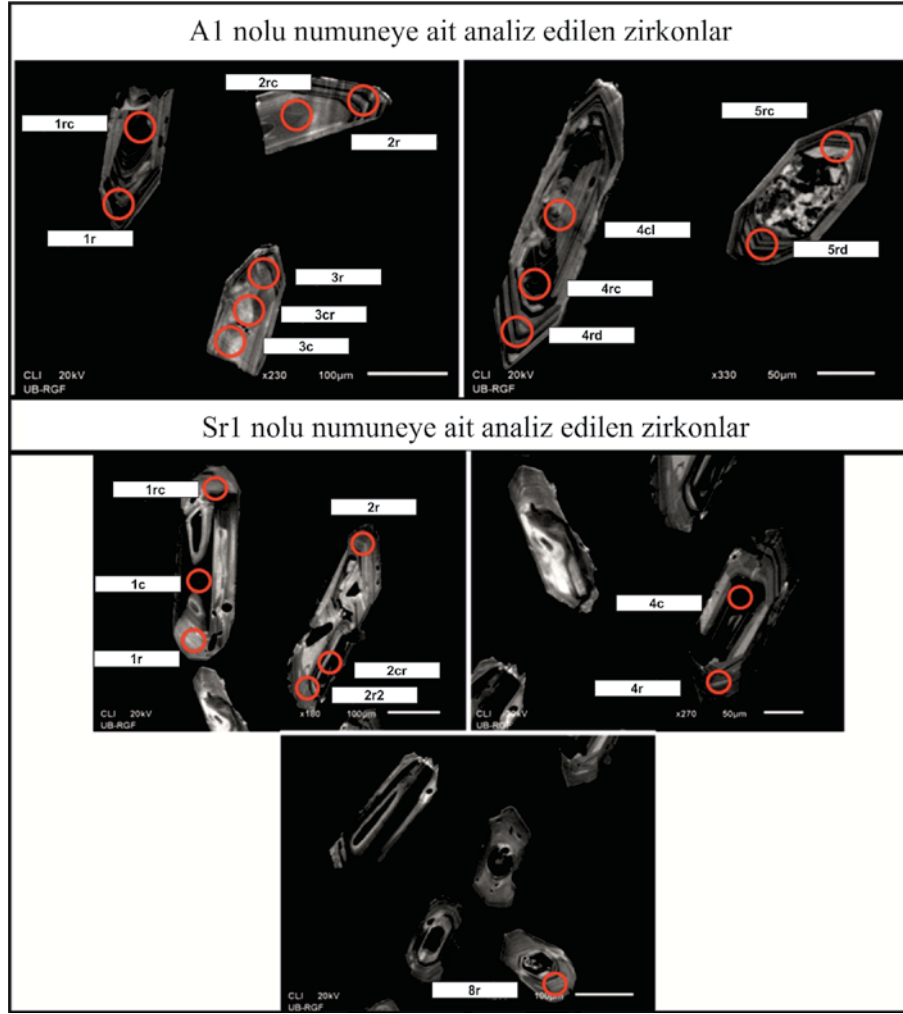 A1 nolu numuneye ait analiz edilen zirkonlar
1rc
2rc
2r
1r
3r
3cr
3c
CLI 20kV x230 100µm
UB-RGF
5rc
4cl
5rd
4rc
4rd
CLI 20kV x330 50µm
UB-RGF
Sr1 nolu numuneye ait analiz edilen zirkonlar
1rc
2r
1c
1r
2cr
2r2
CLI 20kV x180 100µm
UB-RGF
4c
4r
CLI 20kV x270 50µm
UB-RGF
8r
CLI 20kV 100µm
UB-RGF